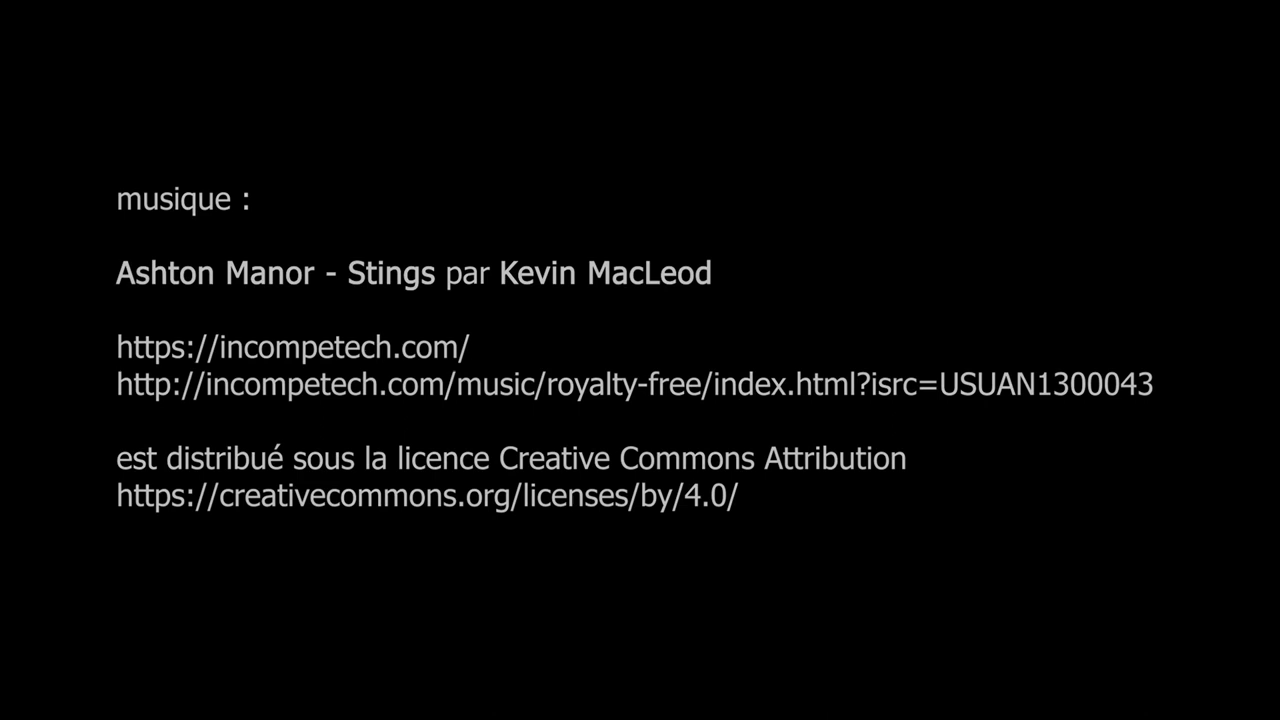 musique :
Ashton Manor - Stings par Kevin MacLeod
https://incompetech.com/
http://incompetech.com/music/royalty-free/index.html?isrc=USUAN1300043
est distribué sous la licence Creative Commons Attribution
https://creativecommons.org/licenses/by/4.0/